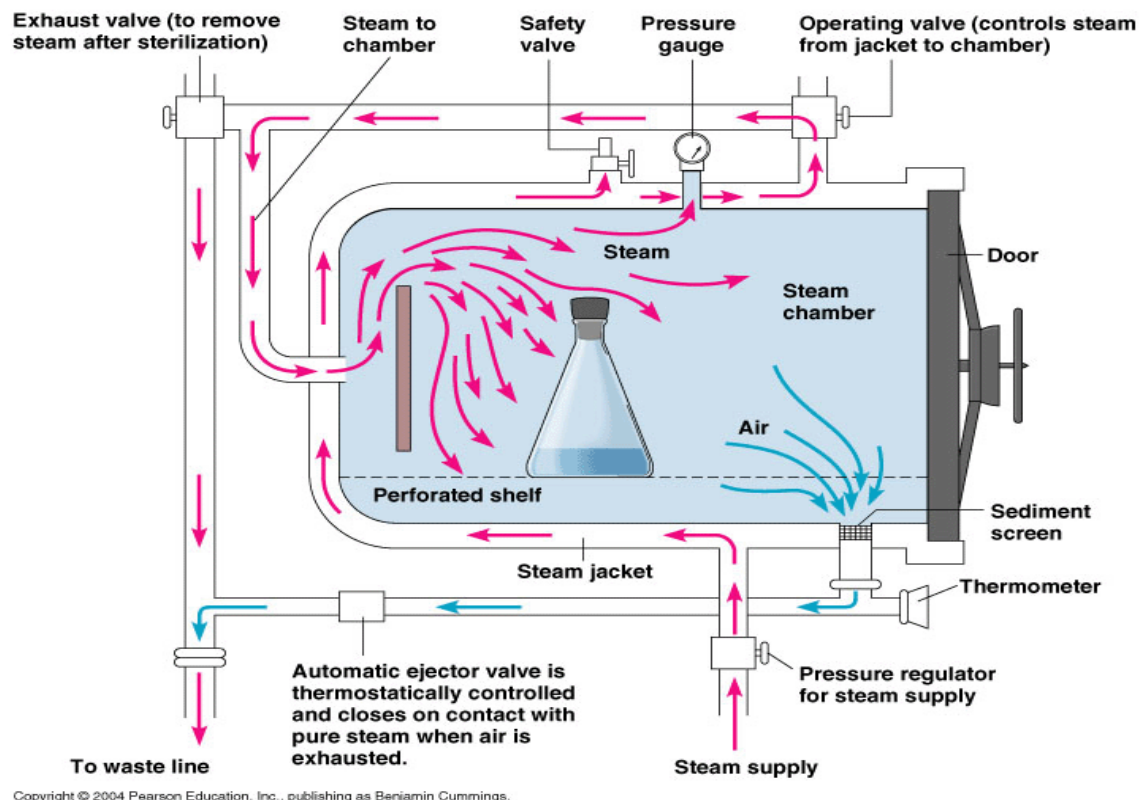 Exhaust valve (to remove
steam after sterilization)
Steam to
chamber
Safety
valve
Pressure
gauge
Operating valve (controls steam
from jacket to chamber)
Steam
Door
Steam
chamber
Air
Perforated shelf
Sediment
screen
Steam jacket
Thermometer
Automatic ejector valve is
thermostatically controlled
and closes on contact with
pure steam when air is
exhausted.
Pressure regulator
for steam supply
To waste line
Steam supply
Copyright © 2004 Pearson Education, Inc., publishing as Benjamin Cummings.